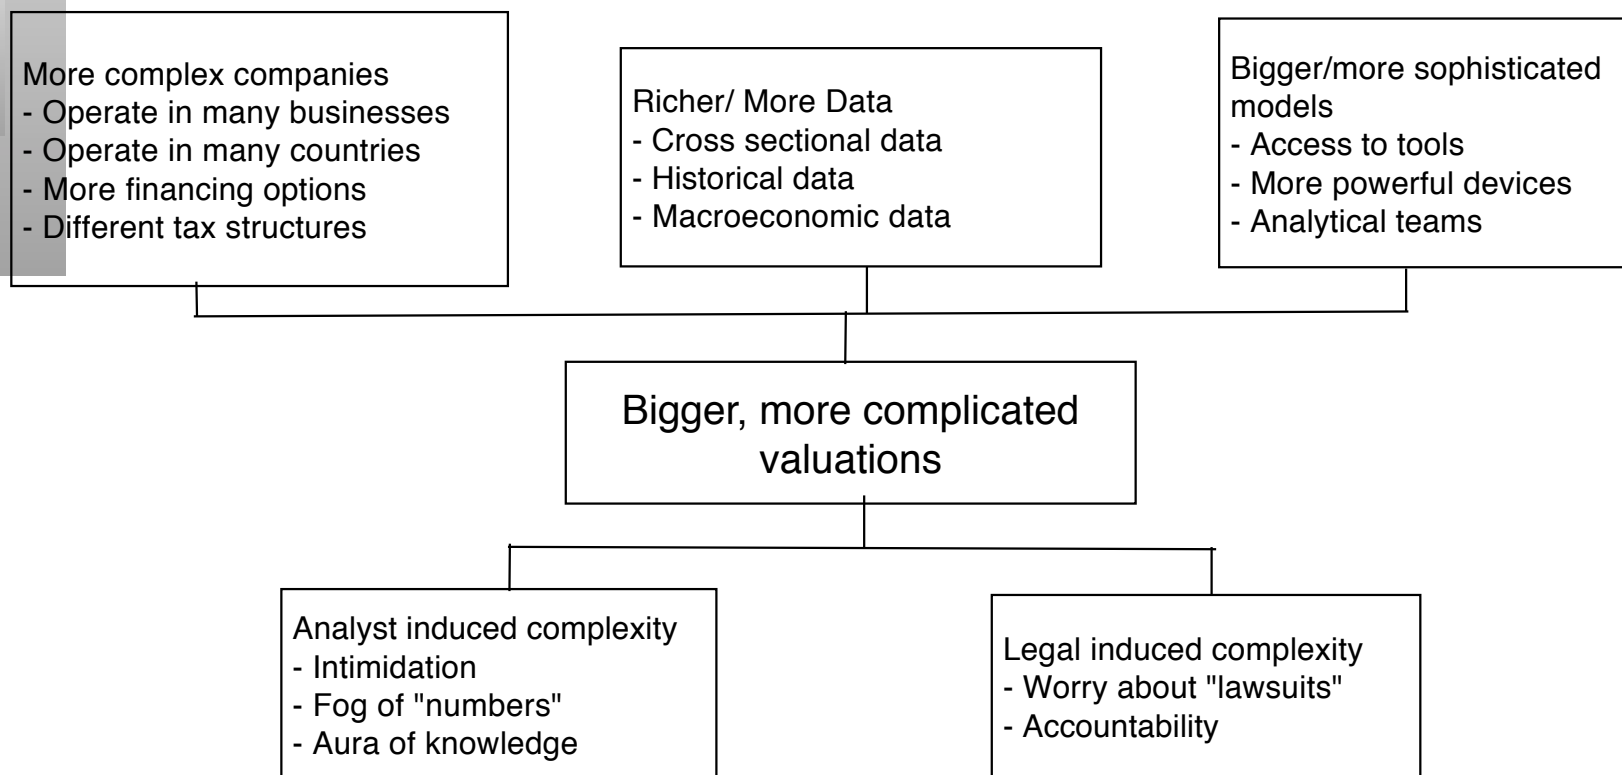 More complex companies
- Operate in many businesses
- Operate in many countries
- More financing options
- Different tax structures
Richer/ More Data
- Cross sectional data
- Historical data
- Macroeconomic data
Bigger/more sophisticated
models
- Access to tools
- More powerful devices
- Analytical teams
Bigger, more complicated
valuations
Analyst induced complexity
- Intimidation
- Fog of "numbers"
- Aura of knowledge
Legal induced complexity
- Worry about "lawsuits"
- Accountability